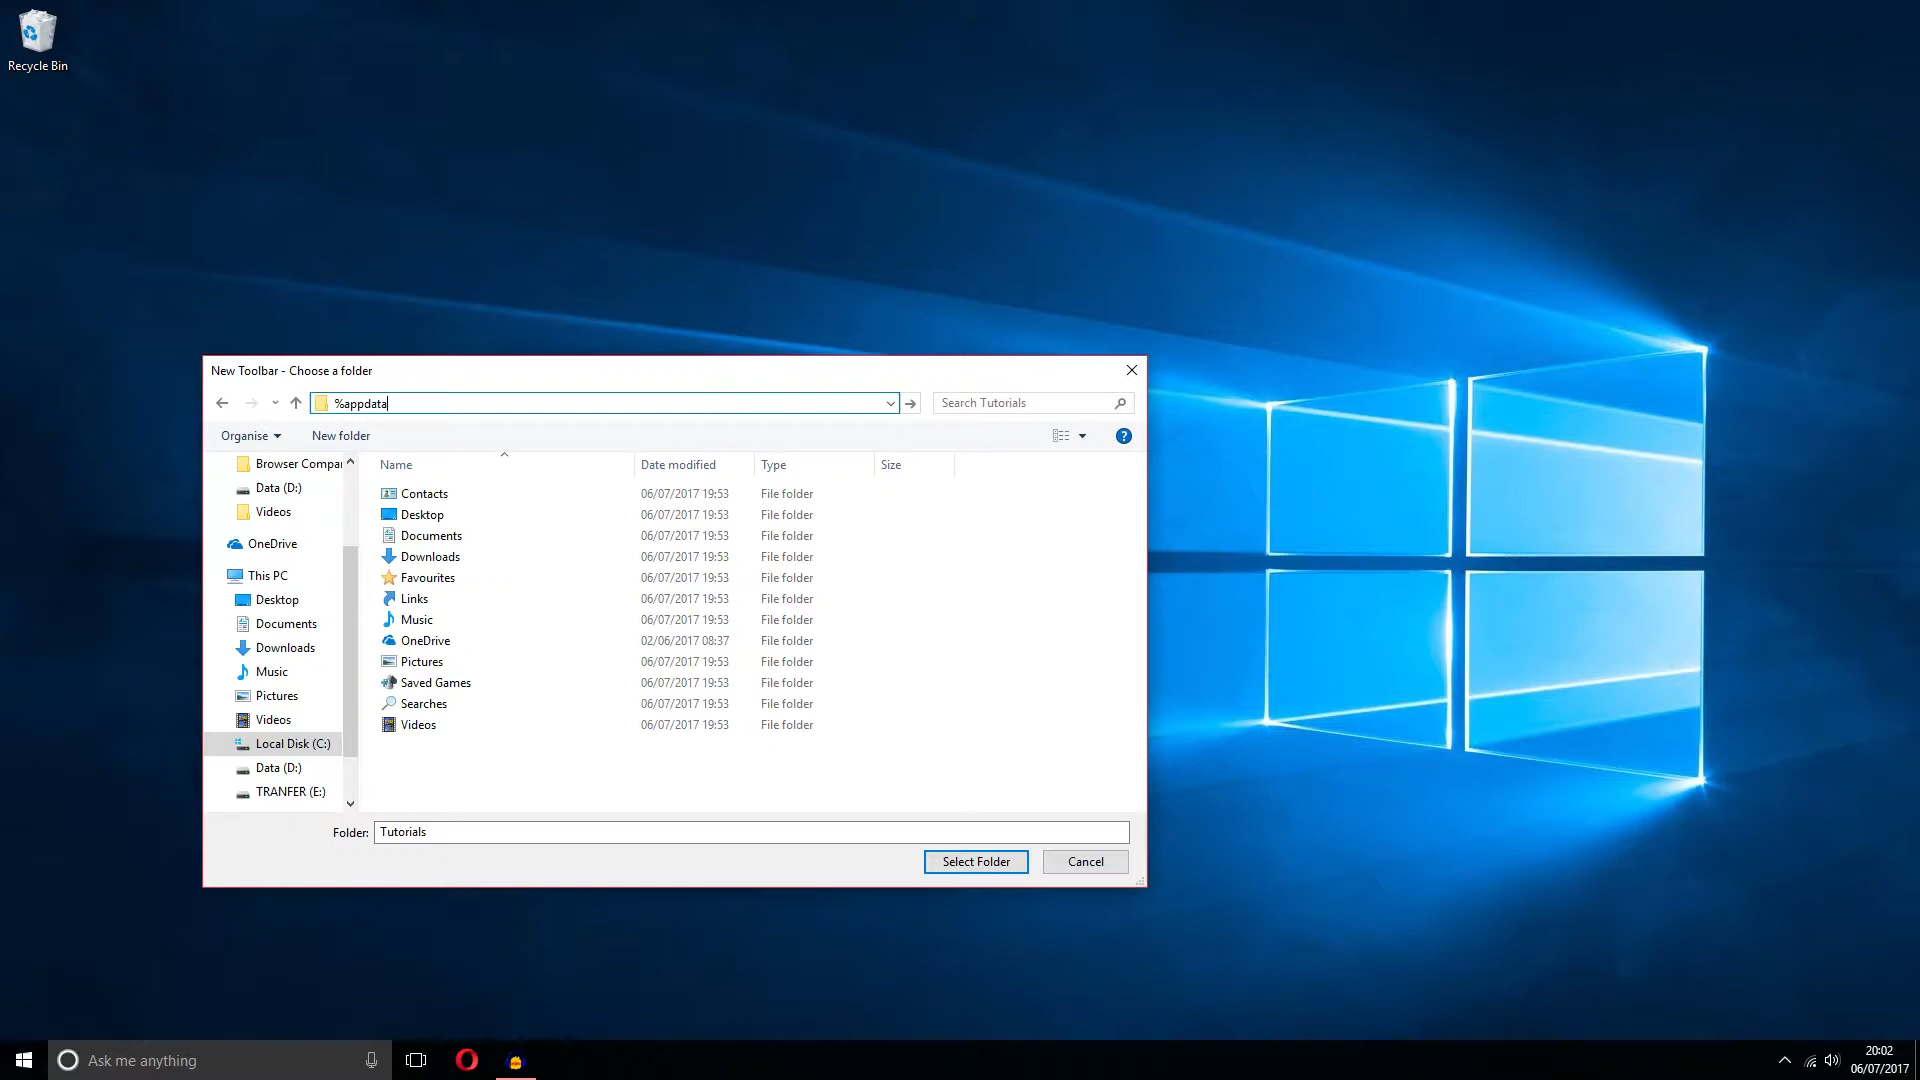 Recycle Bin
New Toolbar - Choose a folder
%appdata
Search Tutorials
Organise
New folder
?
Browser Compar
Data (D:)
Videos
OneDrive
This PC
Desktop
Documents
Downloads
Music
Pictures
Videos
Local Disk (C:)
Data (D:)
TRANFER (E:)
Name Date modified Type Size
Contacts 06/07/2017 19:53 File folder
Desktop 06/07/2017 19:53 File folder
Documents 06/07/2017 19:53 File folder
Downloads 06/07/2017 19:53 File folder
Favourites 06/07/2017 19:53 File folder
Links 06/07/2017 19:53 File folder
Music 06/07/2017 19:53 File folder
OneDrive 02/06/2017 08:37 File folder
Pictures 06/07/2017 19:53 File folder
Saved Games 06/07/2017 19:53 File folder
Searches 06/07/2017 19:53 File folder
Videos 06/07/2017 19:53 File folder
Folder: Tutorials
Select Folder Cancel
Ask me anything
20:02
06/07/2017